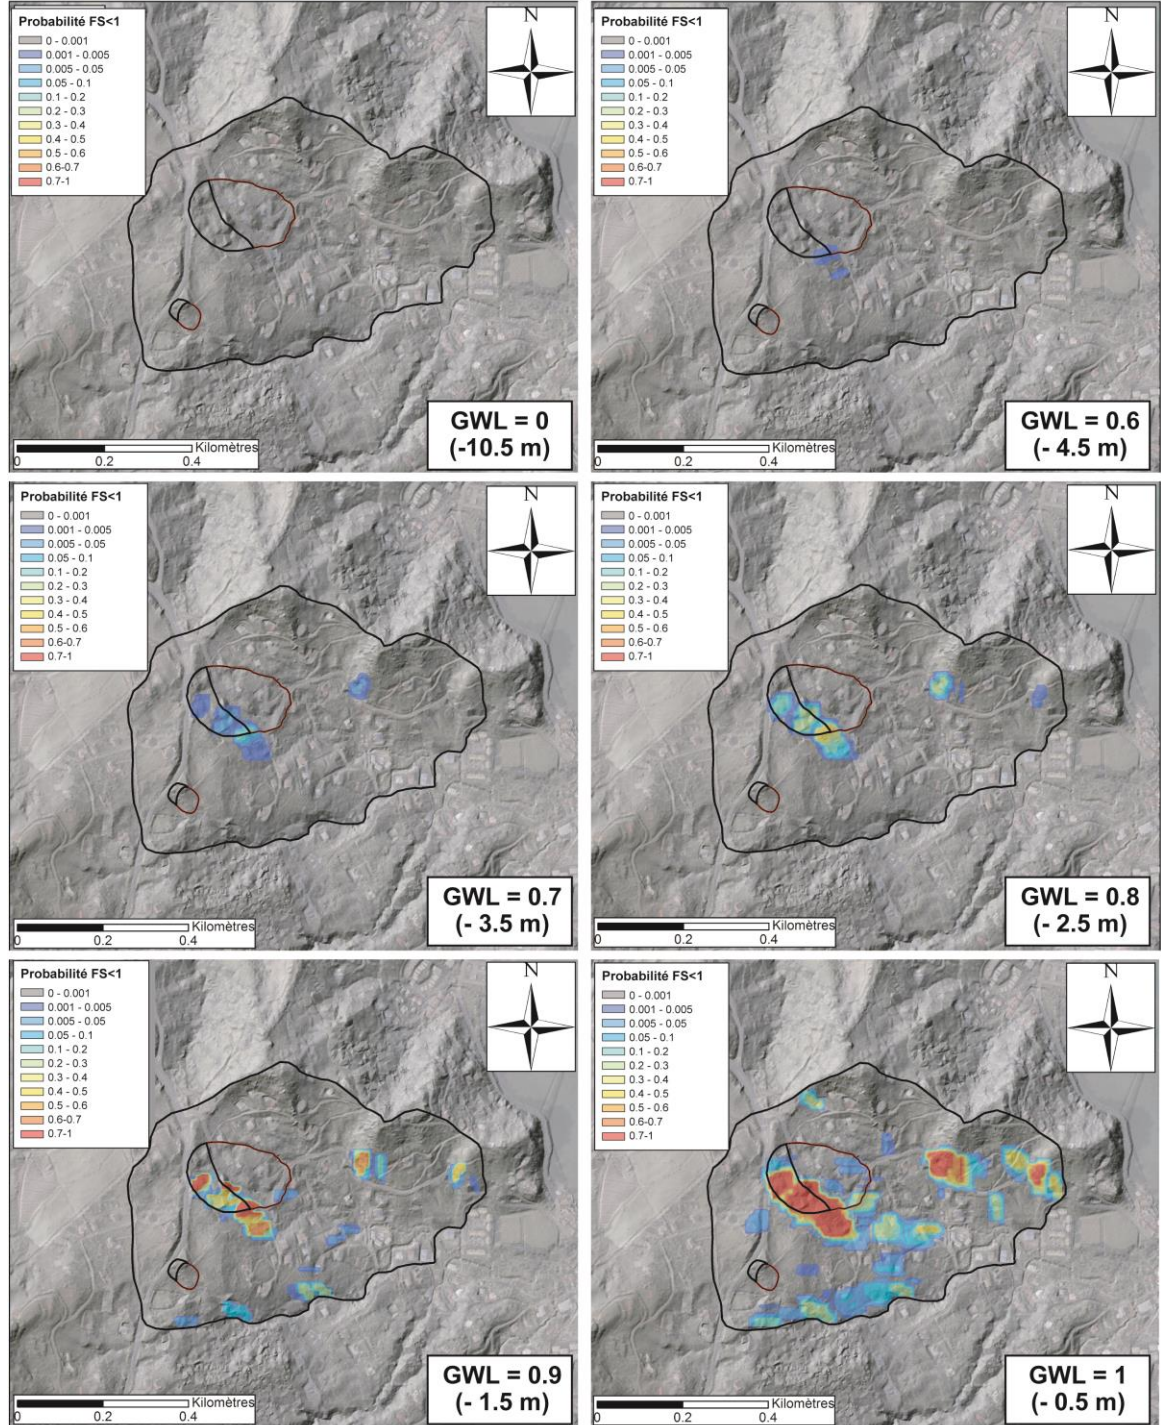 Probabilité FS<1
0 - 0.001
0.001 - 0.005
0.005 - 0.05
0.05 - 0.1
0.1 - 0.2
0.2 - 0.3
0.3 - 0.4
0.4 - 0.5
0.5 - 0.6
0.6-0.7
0.7-1
N
Kilomètres
0 0.2 0.4
GWL = 0
(-10.5 m)
Probabilité FS<1
0 - 0.001
0.001 - 0.005
0.005 - 0.05
0.05 - 0.1
0.1 - 0.2
0.2 - 0.3
0.3 - 0.4
0.4 - 0.5
0.5 - 0.6
0.6-0.7
0.7-1
N
Kilomètres
0 0.2 0.4
GWL = 0.6
(- 4.5 m)
Probabilité FS<1
0 - 0.001
0.001 - 0.005
0.005 - 0.05
0.05 - 0.1
0.1 - 0.2
0.2 - 0.3
0.3 - 0.4
0.4 - 0.5
0.5 - 0.6
0.6-0.7
0.7-1
N
Kilomètres
0 0.2 0.4
GWL = 0.7
(- 3.5 m)
Probabilité FS<1
0 - 0.001
0.001 - 0.005
0.005 - 0.05
0.05 - 0.1
0.1 - 0.2
0.2 - 0.3
0.3 - 0.4
0.4 - 0.5
0.5 - 0.6
0.6-0.7
0.7-1
N
Kilomètres
0 0.2 0.4
GWL = 0.8
(- 2.5 m)
Probabilité FS<1
0 - 0.001
0.001 - 0.005
0.005 - 0.05
0.05 - 0.1
0.1 - 0.2
0.2 - 0.3
0.3 - 0.4
0.4 - 0.5
0.5 - 0.6
0.6-0.7
0.7-1
N
Kilomètres
0 0.2 0.4
GWL = 0.9
(- 1.5 m)
Probabilité FS<1
0 - 0.001
0.001 - 0.005
0.005 - 0.05
0.05 - 0.1
0.1 - 0.2
0.2 - 0.3
0.3 - 0.4
0.4 - 0.5
0.5 - 0.6
0.6-0.7
0.7-1
N
Kilomètres
0 0.2 0.4
GWL = 1
(- 0.5 m)